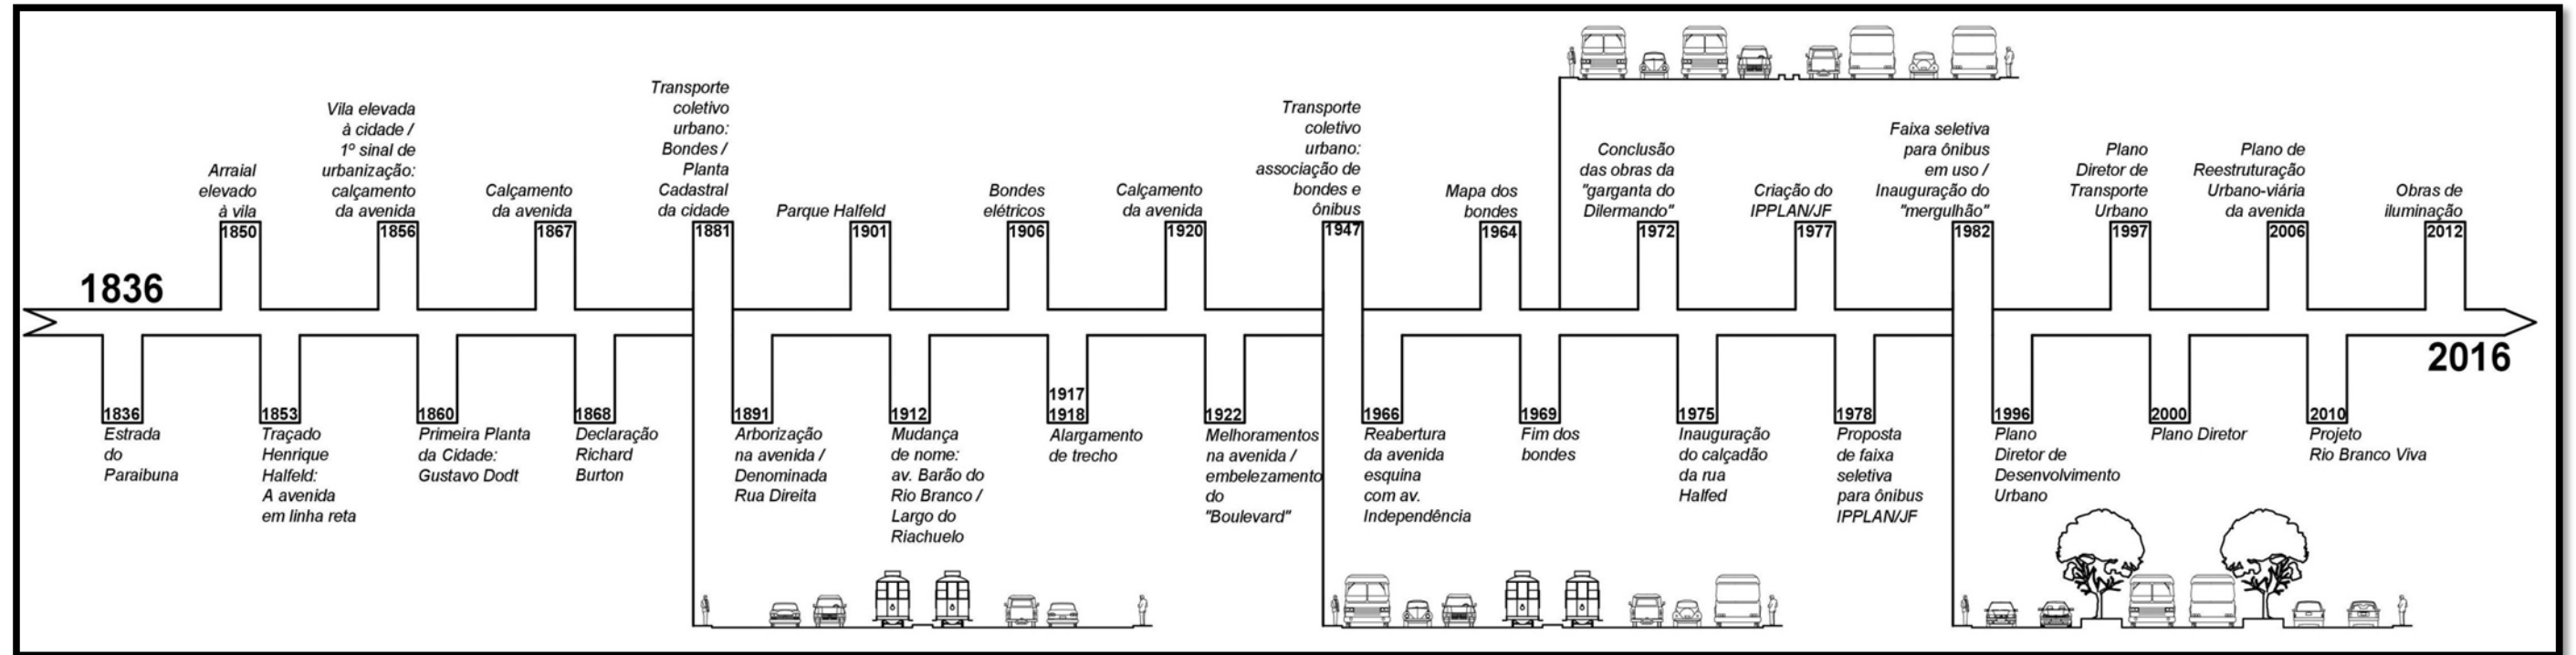 1836
Arraial
elevado
à vila
1850
Vila elevada
à cidade /
1º sinal de
urbanização:
calçamento
da avenida
1856
Calçamento
da avenida
1867
Transporte
coletivo
urbano:
Bondes /
Planta
Cadastral
da cidade
1881
Parque Halfeld
1901
Bondes
elétricos
1906
Calçamento
da avenida
1920
Transporte
coletivo
urbano:
associação de
bondes e
ônibus
1947
Mapa dos
bondes
1964
Conclusão
das obras da
"garganta do
Dilermando"
1972
Criação do
IPPLAN/JF
1977
Faixa seletiva
para ônibus
em uso /
Inauguração do
"mergulhão"
1982
Plano
Diretor de
Transporte
Urbano
1997
Plano de
Reestruturação
Urbano-viária
da avenida
2006
Obras de
iluminação
2012
1836
Estrada
do
Paraibuna
1853
Traçado
Henrique
Halfeld:
A avenida
em linha reta
1860
Primeira Planta
da Cidade:
Gustavo Dodt
1868
Declaração
Richard
Burton
1891
Arborização
na avenida /
Denominada
Rua Direita
1912
Mudança
de nome:
av. Barão do
Rio Branco /
Largo do
Riachuelo
1917
1918
Alargamento
de trecho
1922
Melhoramentos
na avenida /
embelezamento
do
"Boulevard"
1966
Reabertura
da avenida
esquina
com av.
Independência
1969
Fim dos
bondes
1975
Inauguração
do calçadão
da rua
Halfed
1978
Proposta
de faixa
seletiva
para ônibus
IPPLAN/JF
1996
Plano
Diretor de
Desenvolvimento
Urbano
2000
Plano Diretor
2010
Projeto
Rio Branco Viva
2016